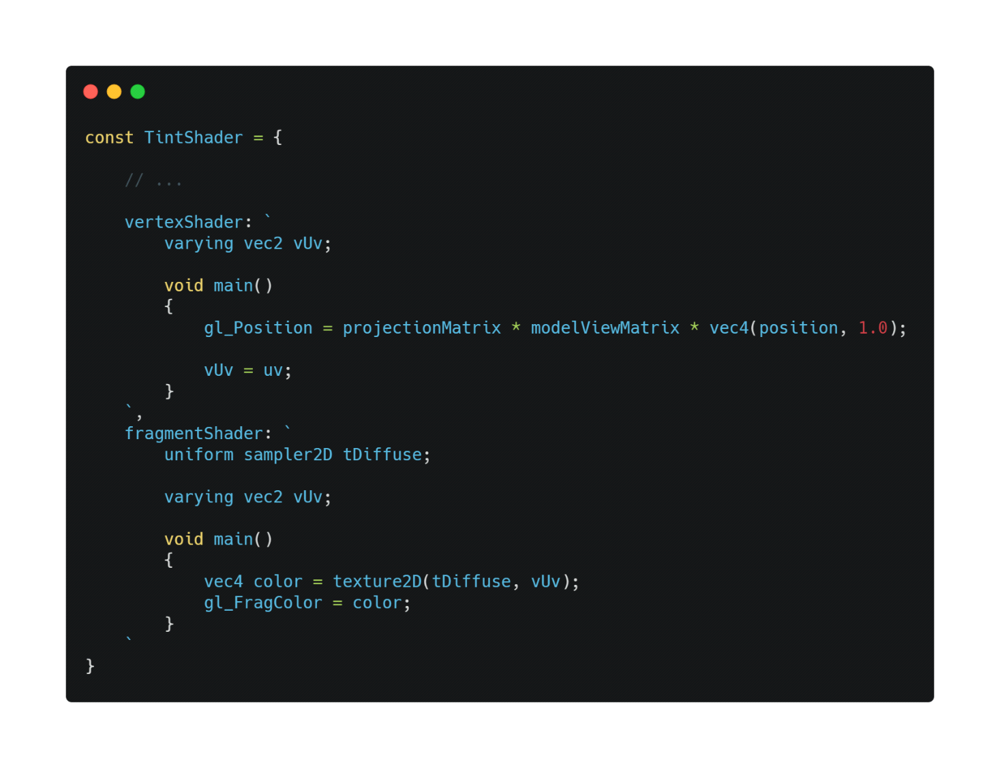 const TintShader = {
    // ...
    vertexShader: `
        varying vec2 vUv;
        void main()
        {
            gl_Position = projectionMatrix * modelViewMatrix * vec4(position, 1.0);
            vUv = uv;
        }
    `,
    fragmentShader: `
        uniform sampler2D tDiffuse;
        varying vec2 vUv;
        void main()
        {
            vec4 color = texture2D(tDiffuse, vUv);
            gl_FragColor = color;
        }
    `
}